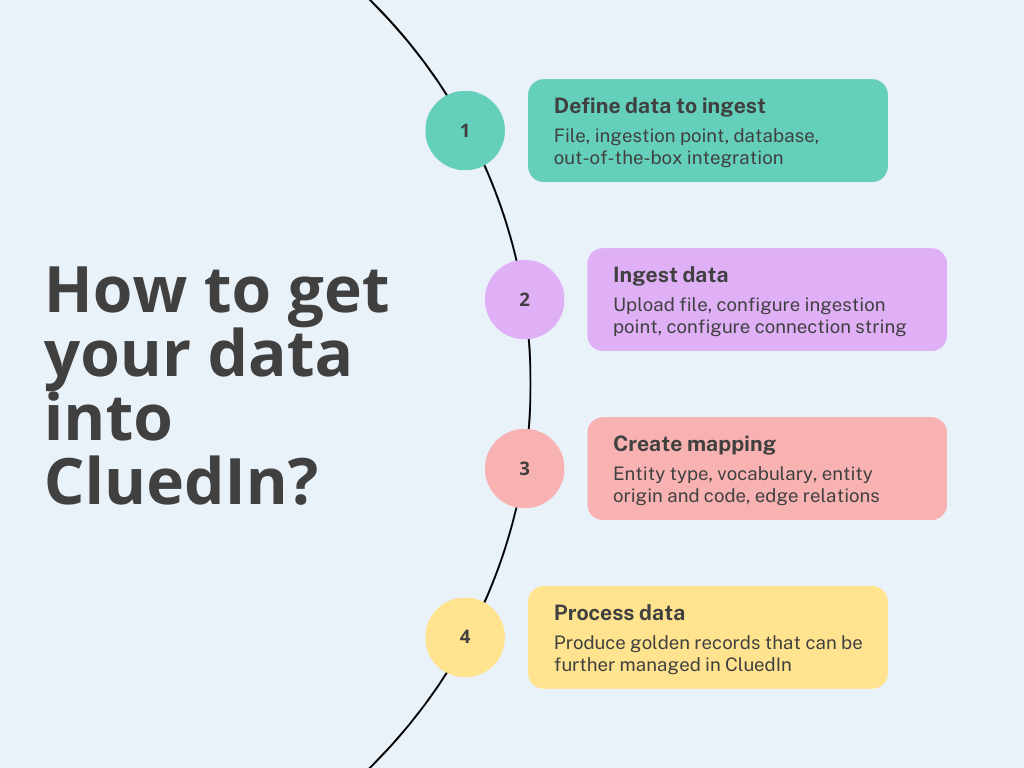 How to get
your data
into
CluedIn?
1
Define data to ingest
File, ingestion point, database,
out-of-the-box integration
2
Ingest data
Upload file, configure ingestion
point, configure connection string
3
Create mapping
Entity type, vocabulary, entity
origin and code, edge relations
4
Process data
Produce golden records that can be
further managed in CluedIn